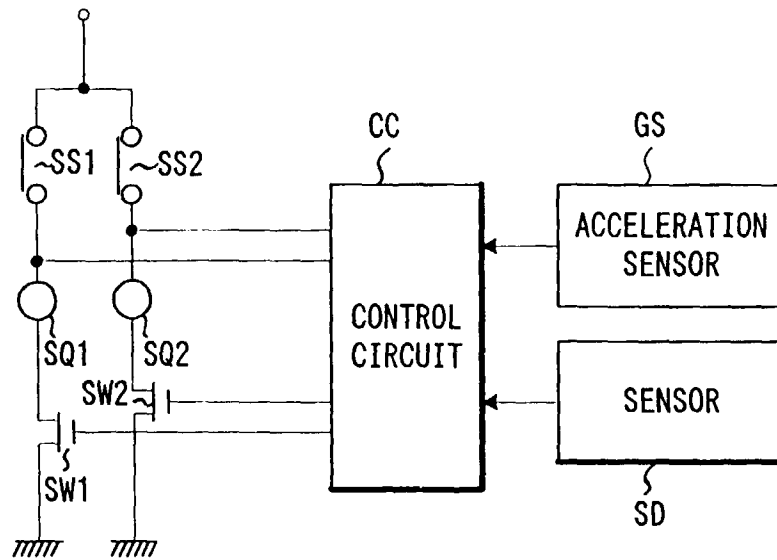 CC
GS
SS1
SS2
ACCELERATION
SENSOR
CONTROL
CIRCUIT
SQ1
SQ2
SW2
SENSOR
SW1
SD